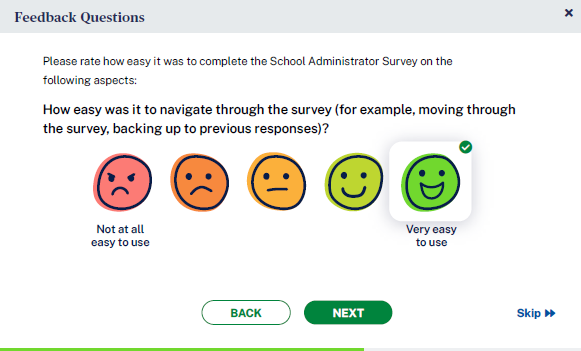 Feedback Questions
Please rate how easy it was to complete the School Administrator Survey on the
following aspects:
How easy was it to navigate through the survey (for example, moving through
the survey, backing up to previous responses)?
Not at all
easy to use
Very easy
to use
BACK
NEXT
Skip